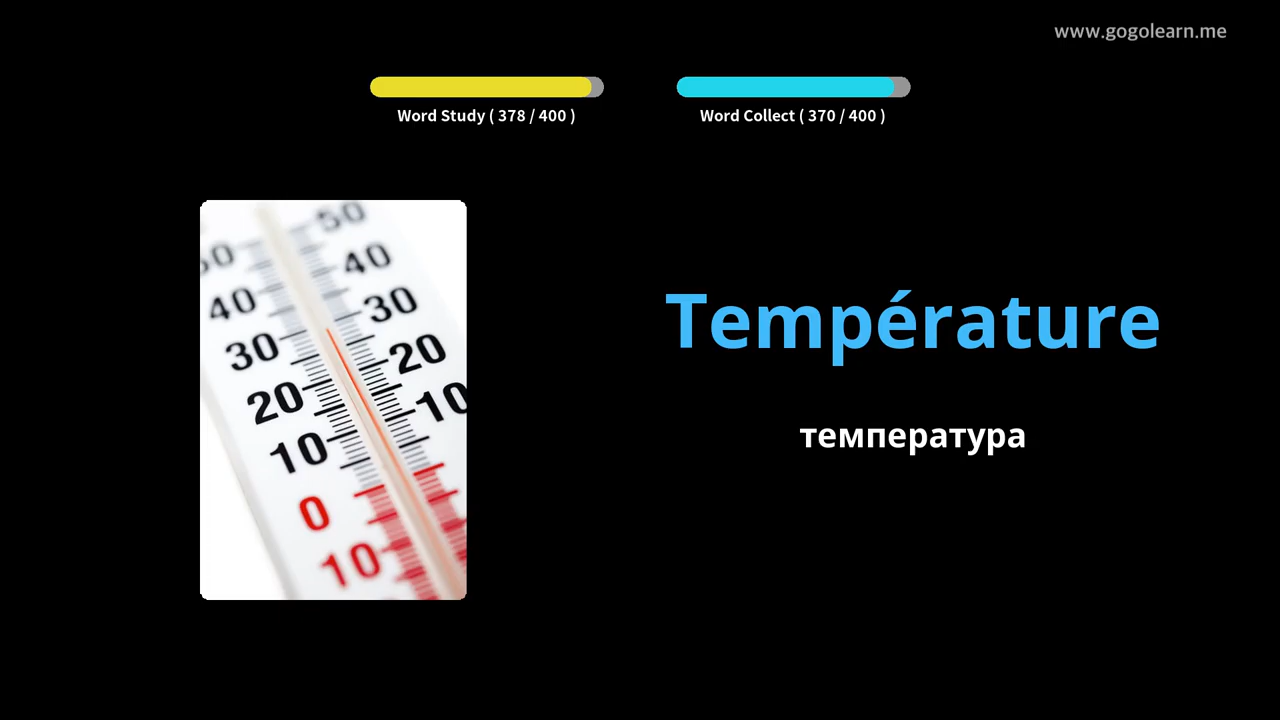 www.gogolearn.me
Word Study ( 378 / 400 )
Word Collect ( 370 / 400 )
50
50
40
40
30
30
20
20
10
10
0
10
Température
температура